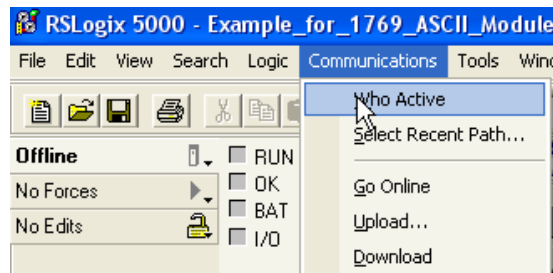 RSLogix 5000 - Example_for_1769_ASCII_Module
File Edit View Search Logic Communications Tools Wind
Who Active
Select Recent Path...
Offline RUN
No Forces OK
Go Online
No Edits BAT
Upload...
I/O
Download